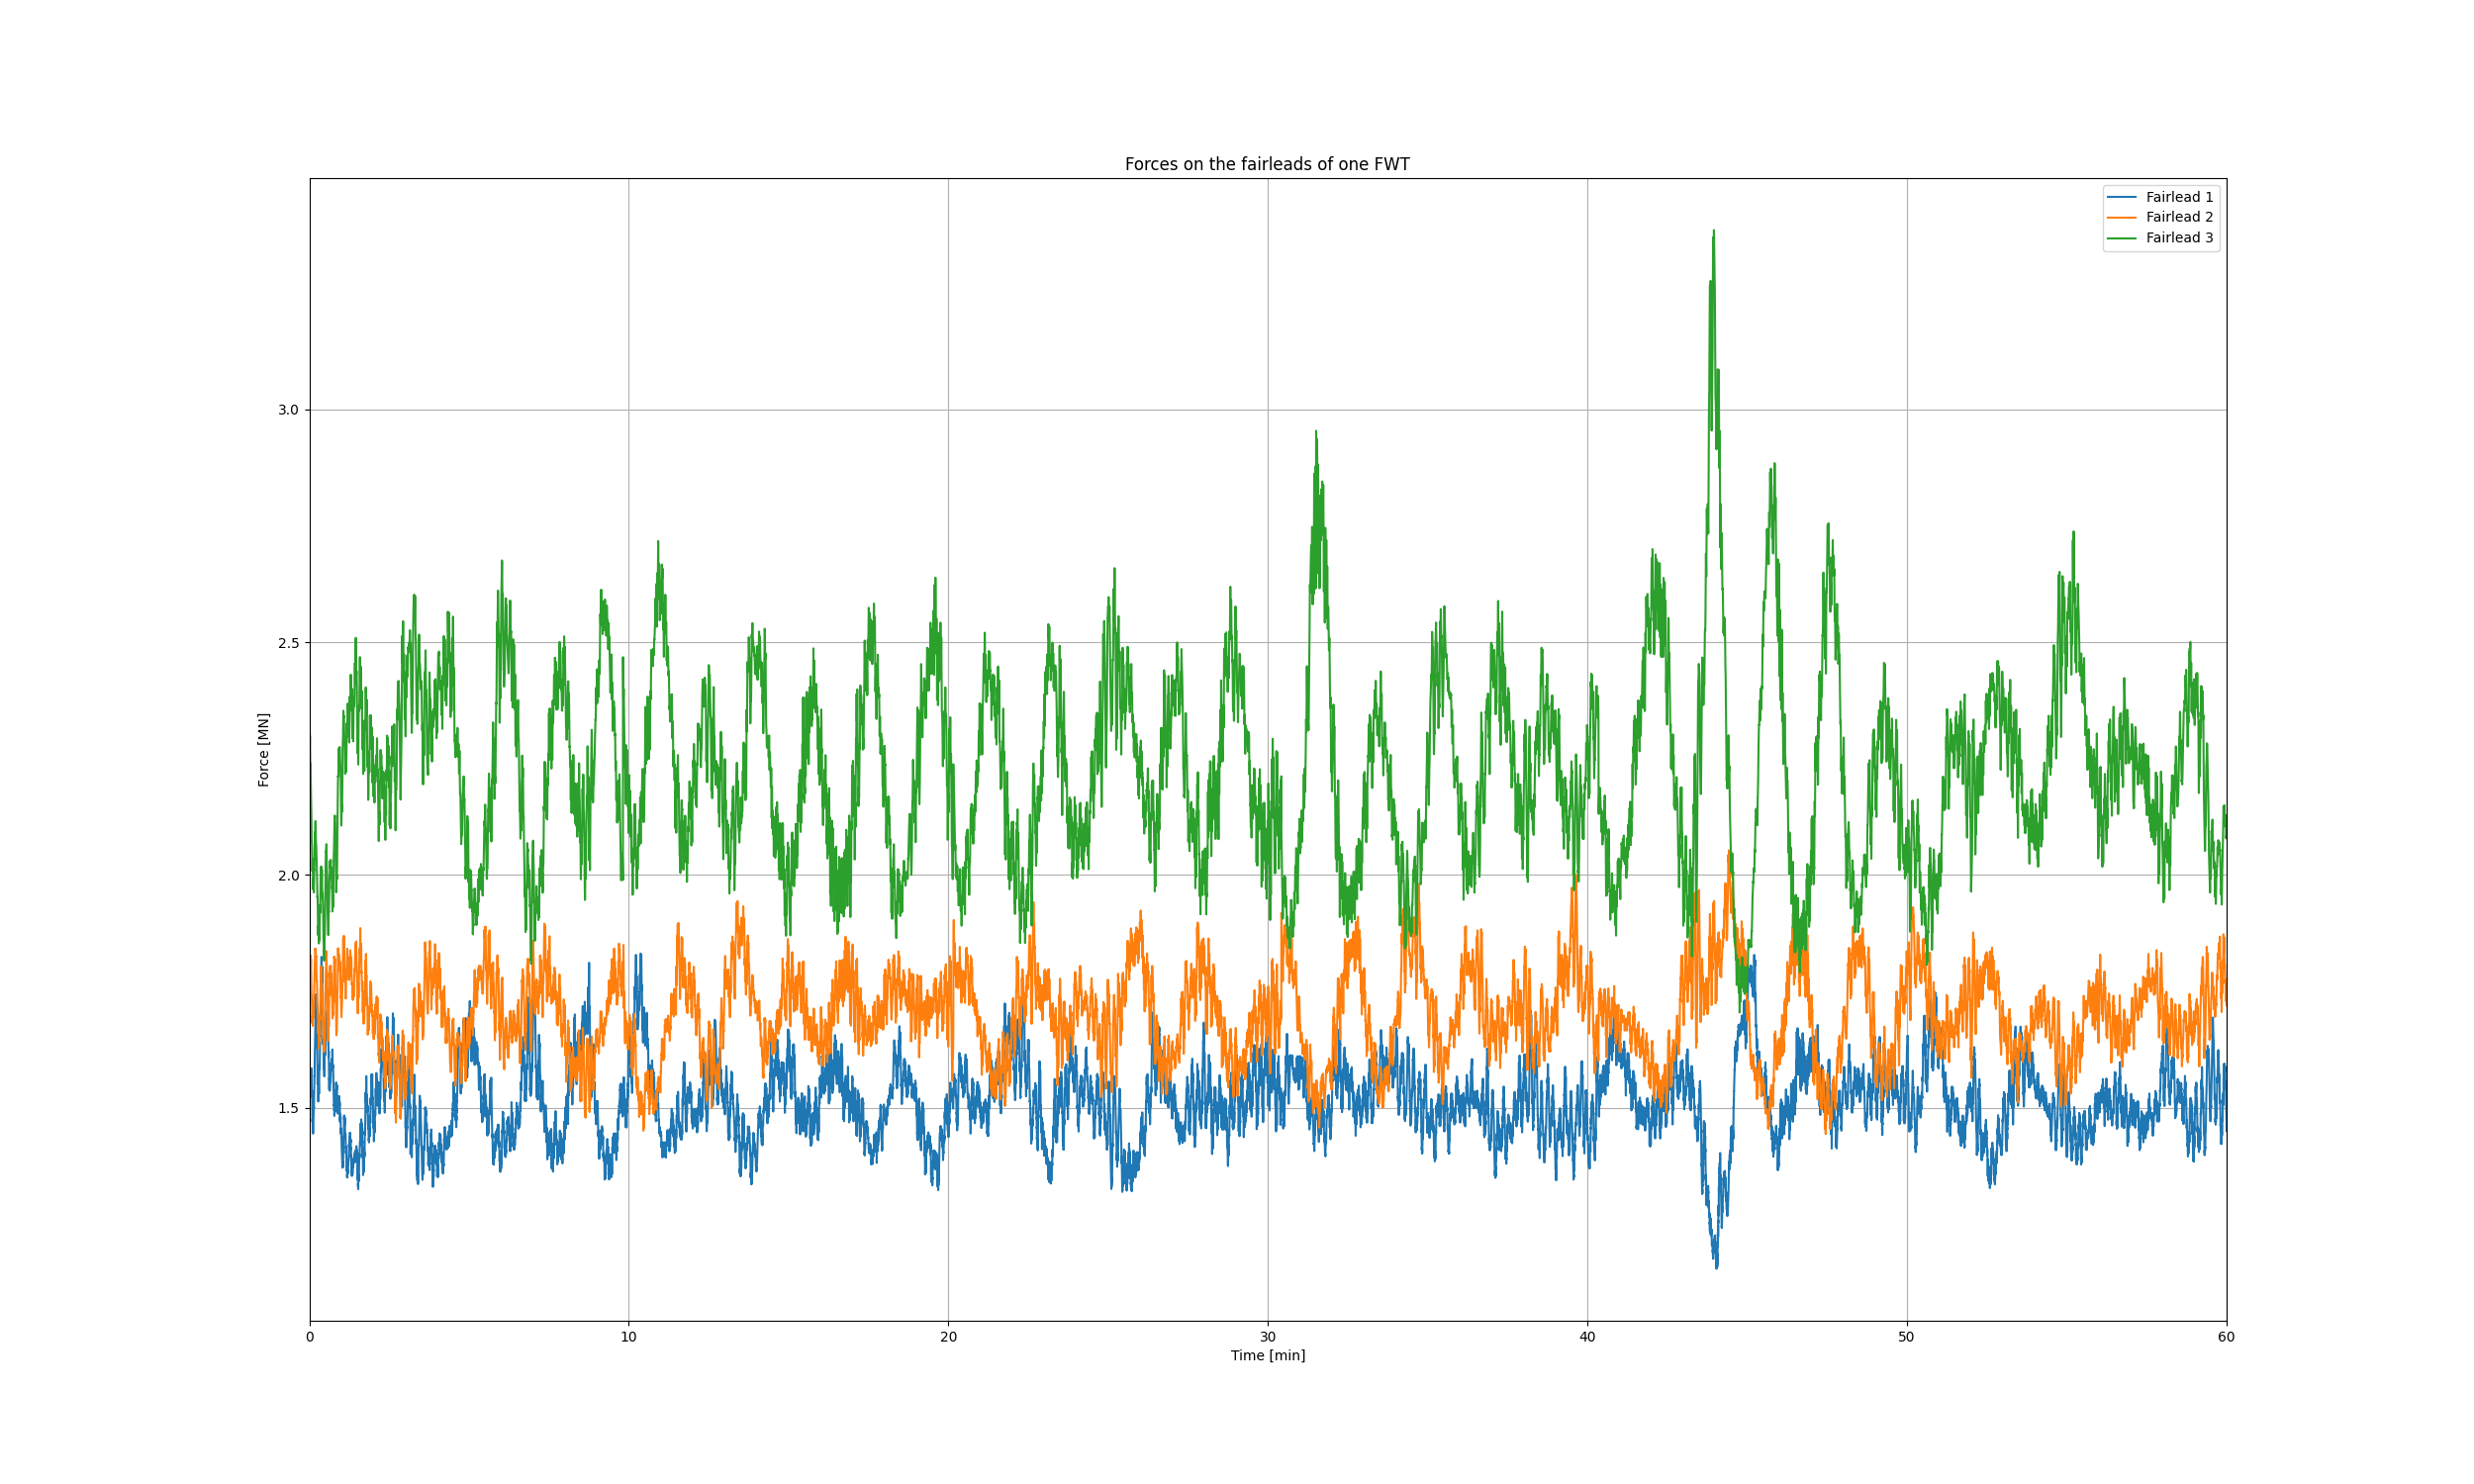 Forces on the fairleads of one FWT
Fairlead 1
Fairlead 2
Fairlead 3
Force [MN]
3.0
2.5
2.0
1.5
0 10 20 30 40 50 60
Time [min]